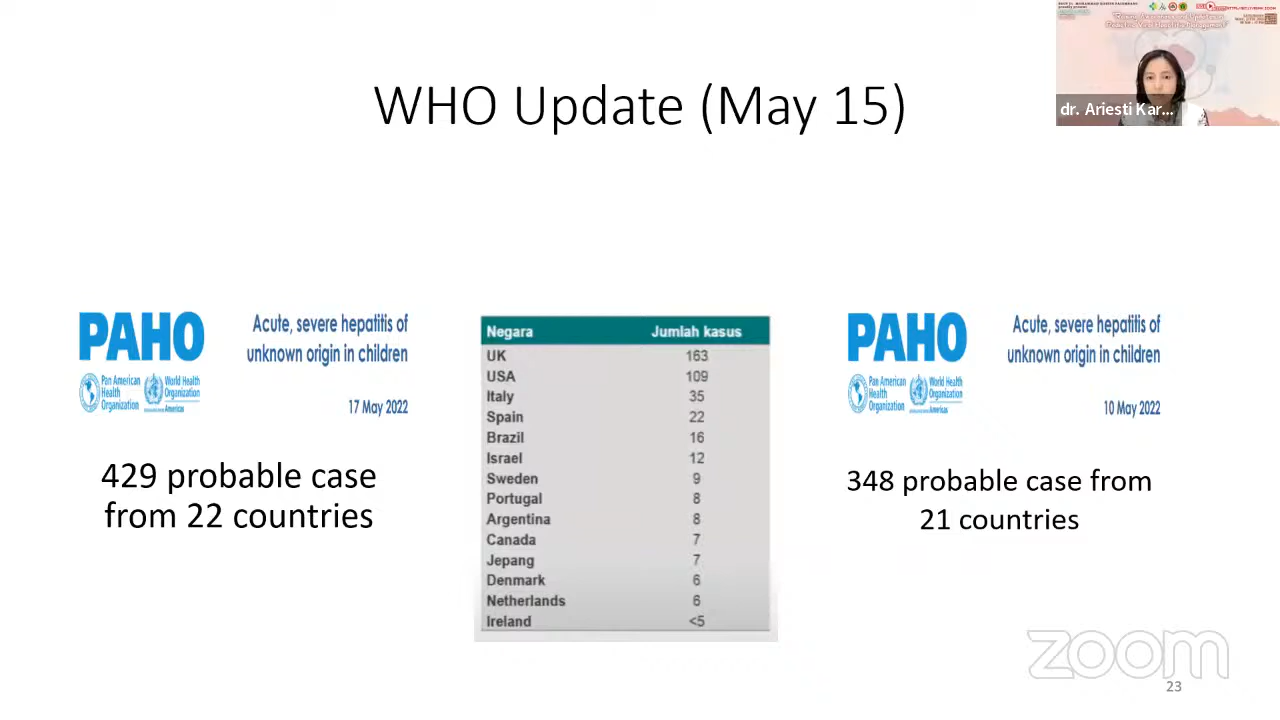 WHO Update (May 15)
dr. Ariesti Kar...
PAHO
Pan American
Health
Organization
World Health
Organization
Americas
Acute, severe hepatitis of
unknown origin in children
17 May 2022
429 probable case
from 22 countries
Negara Jumlah kasus
UK 163
USA 109
Italy 35
Spain 22
Brazil 16
Israel 12
Sweden 9
Portugal 8
Argentina 8
Canada 7
Jepang 7
Denmark 6
Netherlands 6
Ireland <5
PAHO
Pan American
Health
Organization
World Health
Organization
Americas
Acute, severe hepatitis of
unknown origin in children
10 May 2022
348 probable case from
21 countries
zoom
23